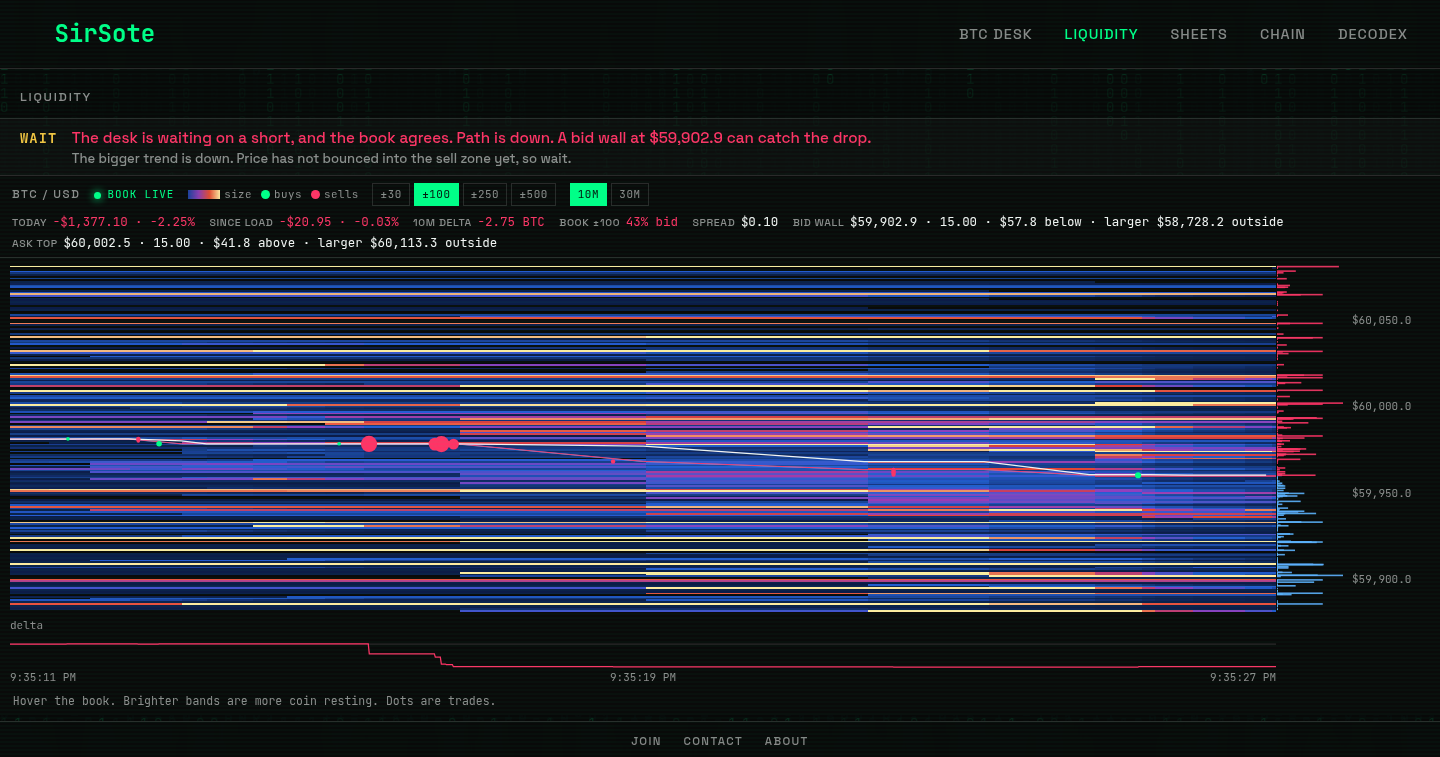 SirSote
BTC DESK LIQUIDITY SHEETS CHAIN DECODEX
LIQUIDITY
WAIT The desk is waiting on a short, and the book agrees. Path is down. A bid wall at $59,902.9 can catch the drop.
The bigger trend is down. Price has not bounced into the sell zone yet, so wait.
BTC / USD BOOK LIVE size buys sells ±30 ±100 ±250 ±500 10M 30M
TODAY -$1,377.10 · -2.25% SINCE LOAD -$20.95 · -0.03% 10M DELTA -2.75 BTC BOOK ±100 43% bid SPREAD $0.10 BID WALL $59,902.9 · 15.00 · $57.8 below · larger $58,728.2 outside
ASK TOP $60,002.5 · 15.00 · $41.8 above · larger $60,113.3 outside
$60,050.0
$60,000.0
$59,950.0
$59,900.0
delta
9:35:11 PM 9:35:19 PM 9:35:27 PM
Hover the book. Brighter bands are more coin resting. Dots are trades.
JOIN CONTACT ABOUT